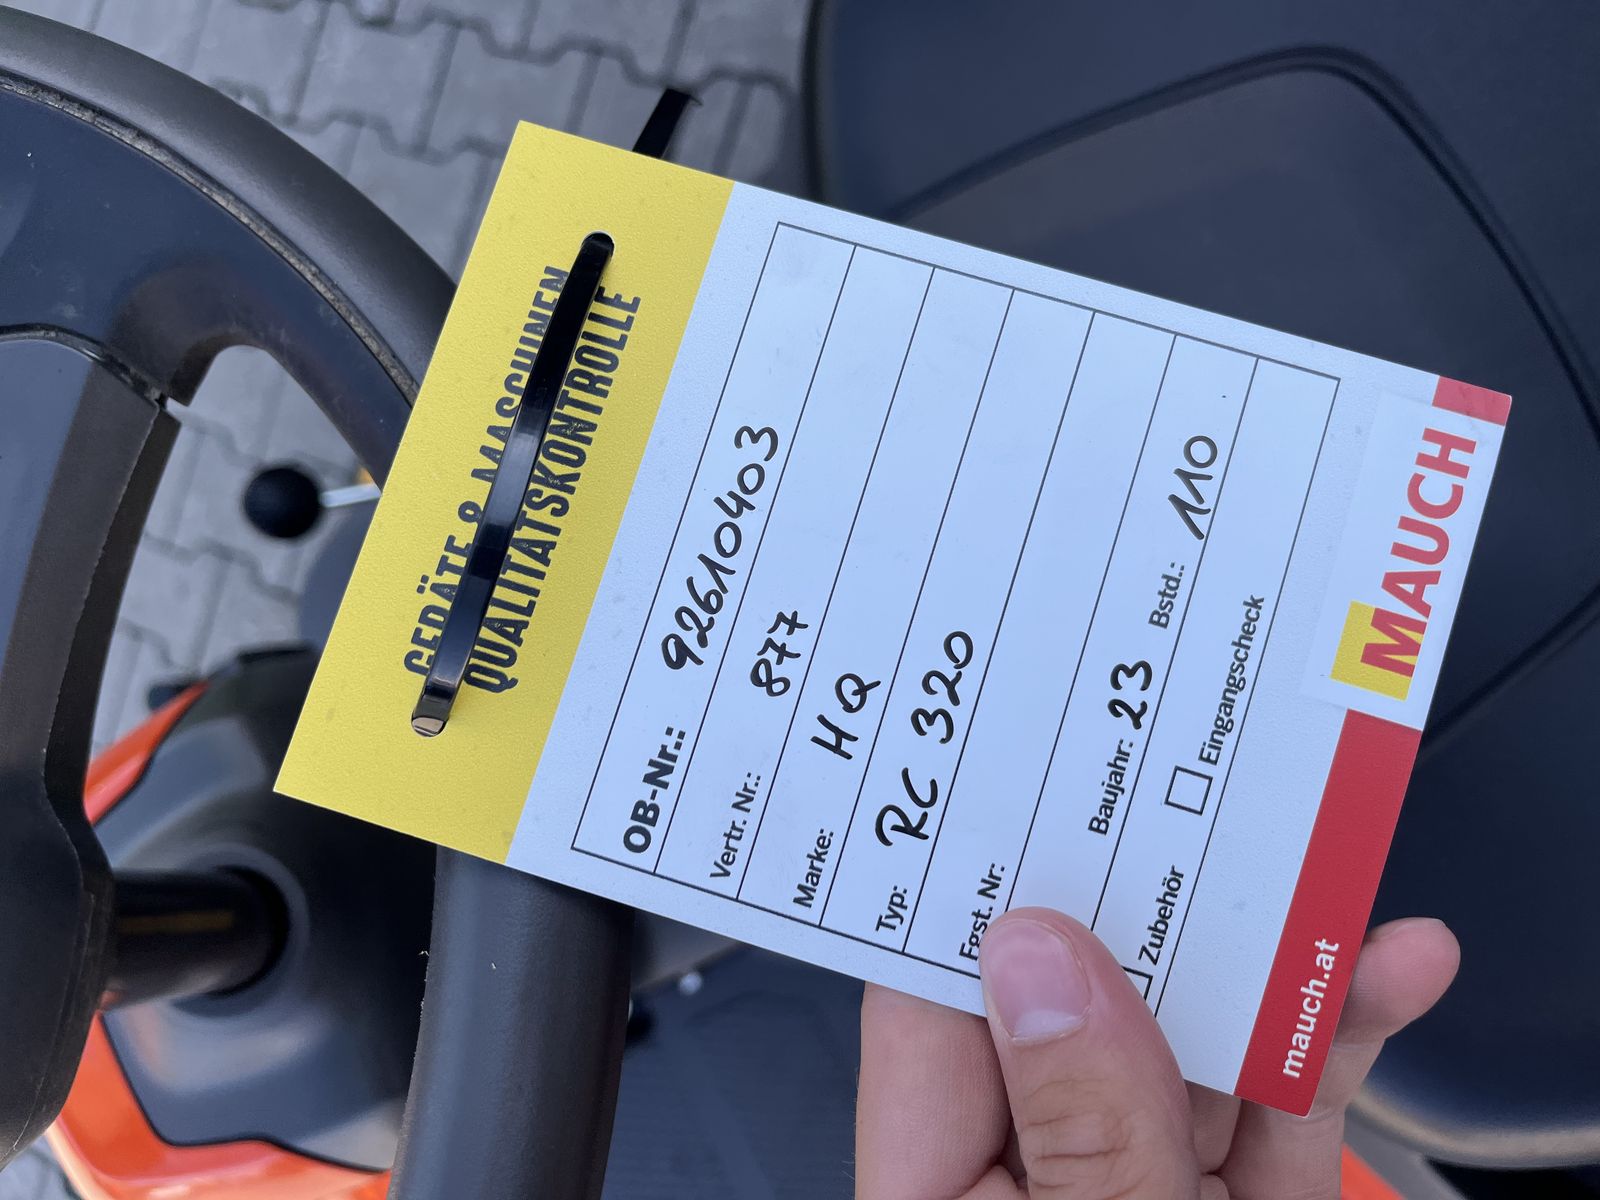 GERÄTE & MASCHINEN
QUALITÄTSKONTROLLE
OB-Nr.: 92610403
Vertr. Nr.: 877
Marke: HQ
Typ: RC 320
Fgst. Nr:
Baujahr: 23 Bstd.: 110
Zubehör Eingangscheck
mauch.at MAUCH